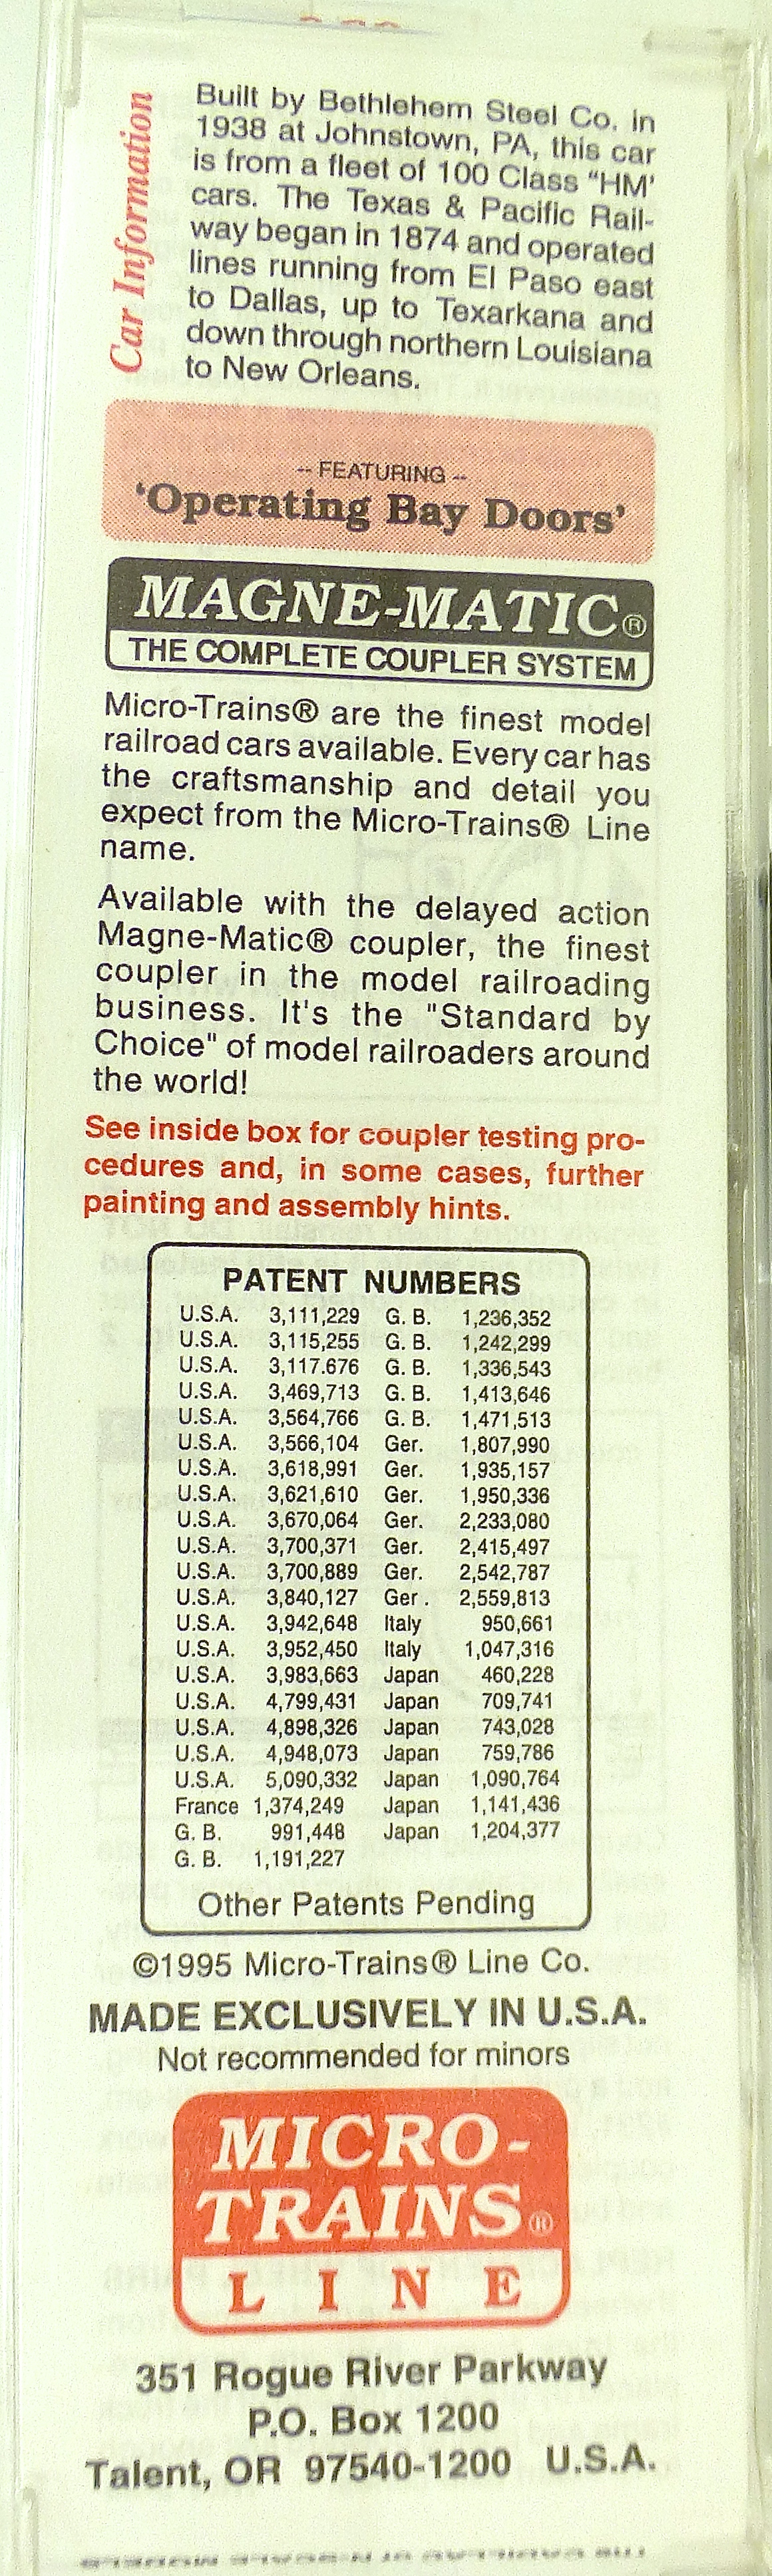 Car Information
Built by Bethlehem Steel Co. in
1938 at Johnstown, PA, this car
is from a fleet of 100 Class "HM'
cars. The Texas & Pacific Rail-
way began in 1874 and operated
lines running from El Paso east
to Dallas, up to Texarkana and
down through northern Louisiana
to New Orleans.
-- FEATURING --
'Operating Bay Doors'
MAGNE-MATIC®
THE COMPLETE COUPLER SYSTEM
Micro-Trains® are the finest model
railroad cars available. Every car has
the craftsmanship and detail you
expect from the Micro-Trains® Line
name.
Available with the delayed action
Magne-Matic® coupler, the finest
coupler in the model railroading
business. It's the "Standard by
Choice" of model railroaders around
the world!
See inside box for coupler testing pro-
cedures and, in some cases, further
painting and assembly hints.
PATENT NUMBERS
U.S.A. 3,111,229 G. B. 1,236,352
U.S.A. 3,115,255 G. B. 1,242,299
U.S.A. 3,117.676 G. B. 1,336,543
U.S.A. 3,469,713 G. B. 1,413,646
U.S.A. 3,564,766 G. B. 1,471,513
U.S.A. 3,566,104 Ger. 1,807,990
U.S.A. 3,618,991 Ger. 1,935,157
U.S.A. 3,621,610 Ger. 1,950,336
U.S.A. 3,670,064 Ger. 2,233,080
U.S.A. 3,700,371 Ger. 2,415,497
U.S.A. 3,700,889 Ger. 2,542,787
U.S.A. 3,840,127 Ger . 2,559,813
U.S.A. 3,942,648 Italy 950,661
U.S.A. 3,952,450 Italy 1,047,316
U.S.A. 3,983,663 Japan 460,228
U.S.A. 4,799,431 Japan 709,741
U.S.A. 4,898,326 Japan 743,028
U.S.A. 4,948,073 Japan 759,786
U.S.A. 5,090,332 Japan 1,090,764
France 1,374,249 Japan 1,141,436
G. B. 991,448 Japan 1,204,377
G. B. 1,191,227
Other Patents Pending
©1995 Micro-Trains® Line Co.
MADE EXCLUSIVELY IN U.S.A.
Not recommended for minors
MICRO-
TRAINS®
LINE
351 Rogue River Parkway
P.O. Box 1200
Talent, OR 97540-1200 U.S.A.